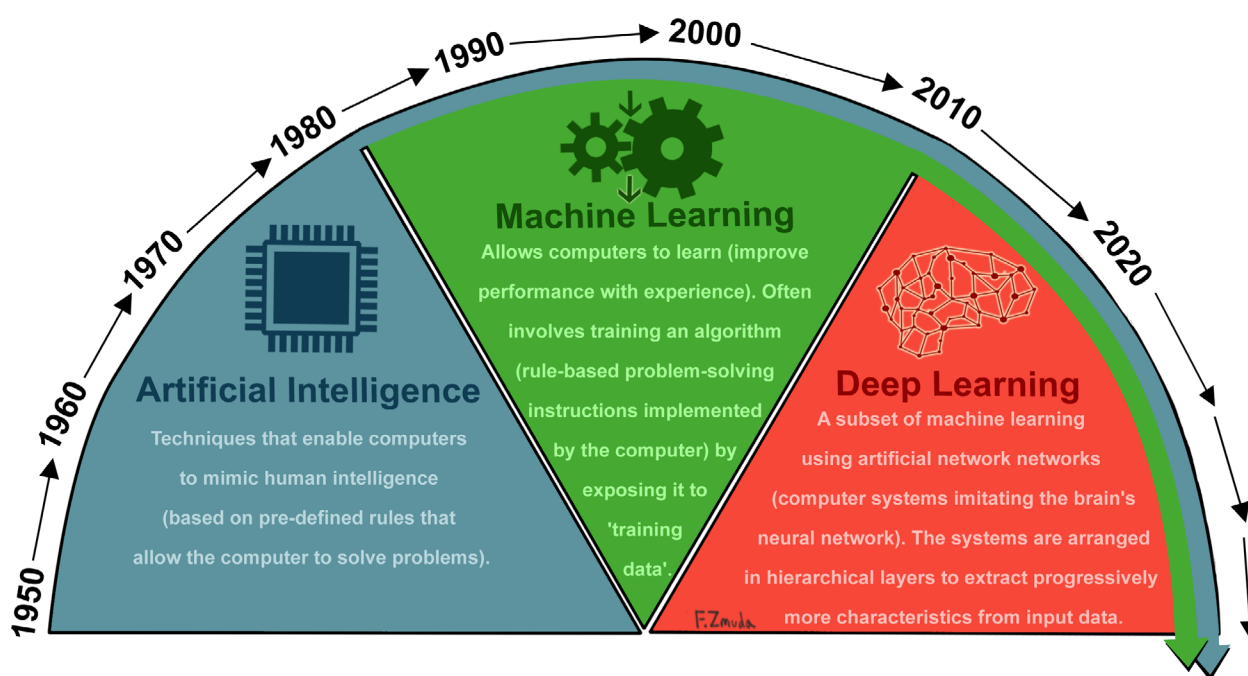 1950
1960
1970
1980
1990
2000
2010
2020
Artificial Intelligence
Techniques that enable computers
to mimic human intelligence
(based on pre-defined rules that
allow the computer to solve problems).
Machine Learning
Allows computers to learn (improve
performance with experience). Often
involves training an algorithm
(rule-based problem-solving
instructions implemented
by the computer) by
exposing it to
'training
data'.
Deep Learning
A subset of machine learning
using artificial network networks
(computer systems imitating the brain's
neural network). The systems are arranged
in hierarchical layers to extract progressively
more characteristics from input data.
F.Zmuda